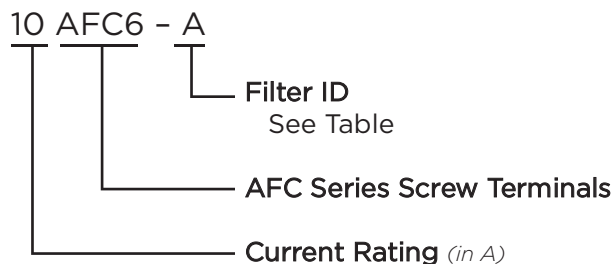 10 AFC6 – A
Filter ID
See Table
AFC Series Screw Terminals
Current Rating (in A)